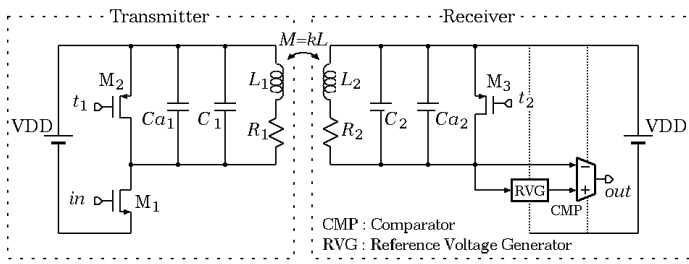 Transmitter
Receiver
M=kL
M₂
t₁
VDD
Ca₁
C₁
L₁
R₁
in
M₁
L₂
R₂
C₂
Ca₂
M₃
t₂
VDD
RVG
−
+
CMP
out
CMP : Comparator
RVG : Reference Voltage Generator